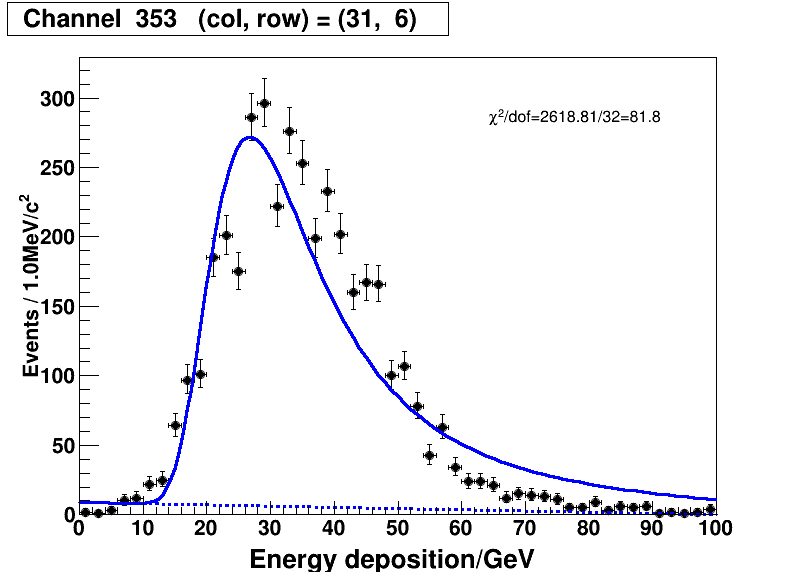 Channel 353 (col, row) = (31, 6)
χ²/dof=2618.81/32=81.8
Events / 1.0MeV/c²
300
250
200
150
100
50
0
0 10 20 30 40 50 60 70 80 90 100
Energy deposition/GeV